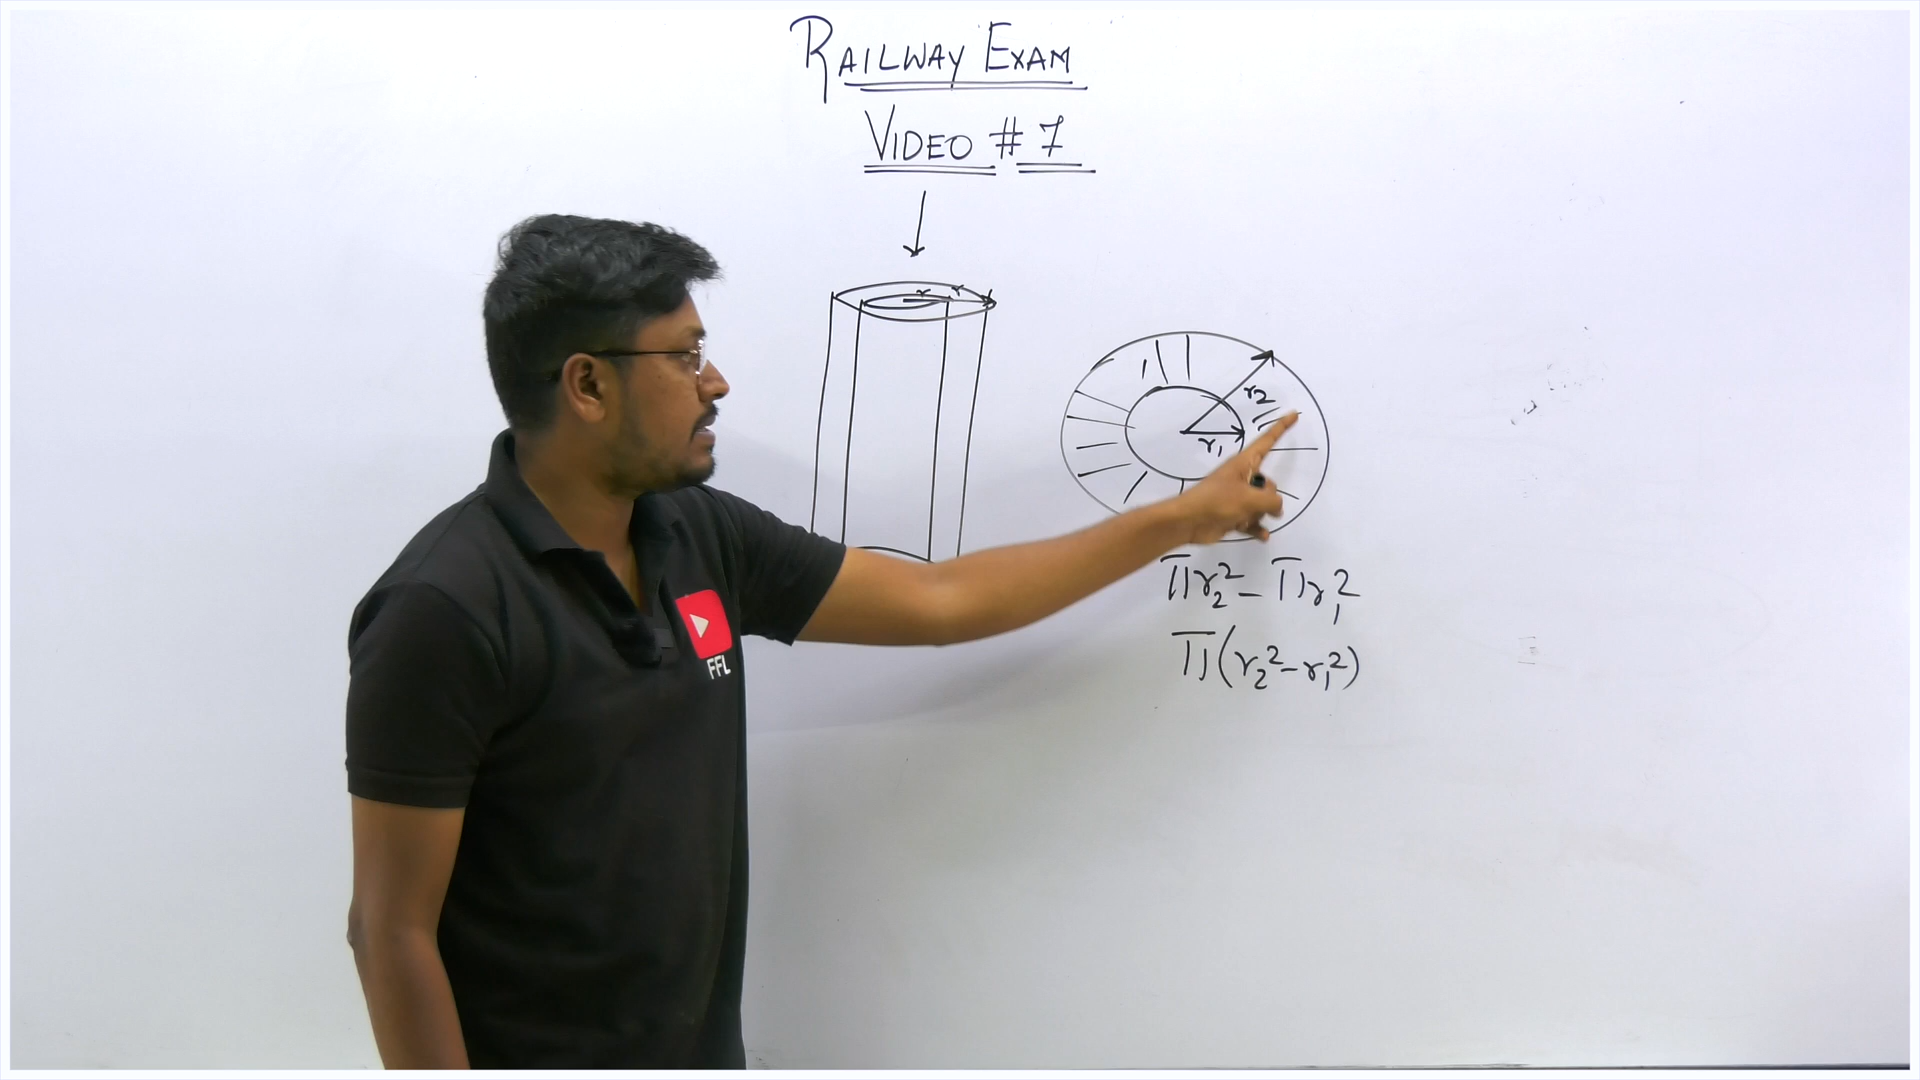 RAILWAY EXAM
VIDEO # 7
r r
r2
r1
πr₂² - πr₁²
π(r₂² - r₁²)
FFL